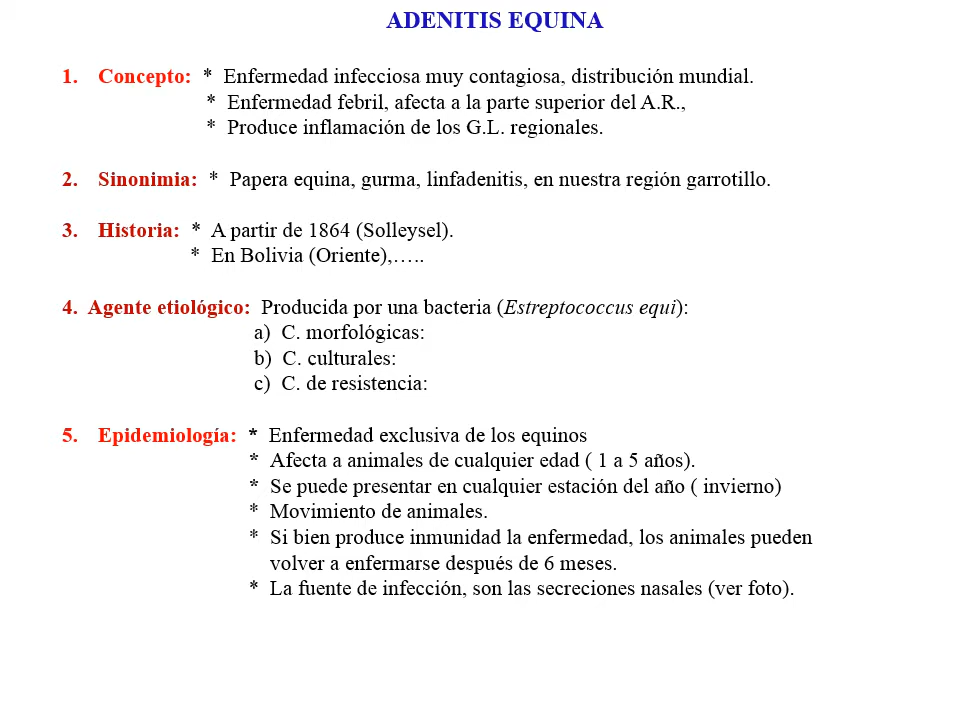 ADENITIS EQUINA
1. Concepto: * Enfermedad infecciosa muy contagiosa, distribución mundial.
* Enfermedad febril, afecta a la parte superior del A.R.,
* Produce inflamación de los G.L. regionales.
2. Sinonimia: * Papera equina, gurma, linfadenitis, en nuestra región garrotillo.
3. Historia: * A partir de 1864 (Solleysel).
* En Bolivia (Oriente),…..
4. Agente etiológico: Producida por una bacteria (Estreptococcus equi):
a) C. morfológicas:
b) C. culturales:
c) C. de resistencia:
5. Epidemiología: * Enfermedad exclusiva de los equinos
* Afecta a animales de cualquier edad ( 1 a 5 años).
* Se puede presentar en cualquier estación del año ( invierno)
* Movimiento de animales.
* Si bien produce inmunidad la enfermedad, los animales pueden
volver a enfermarse después de 6 meses.
* La fuente de infección, son las secreciones nasales (ver foto).